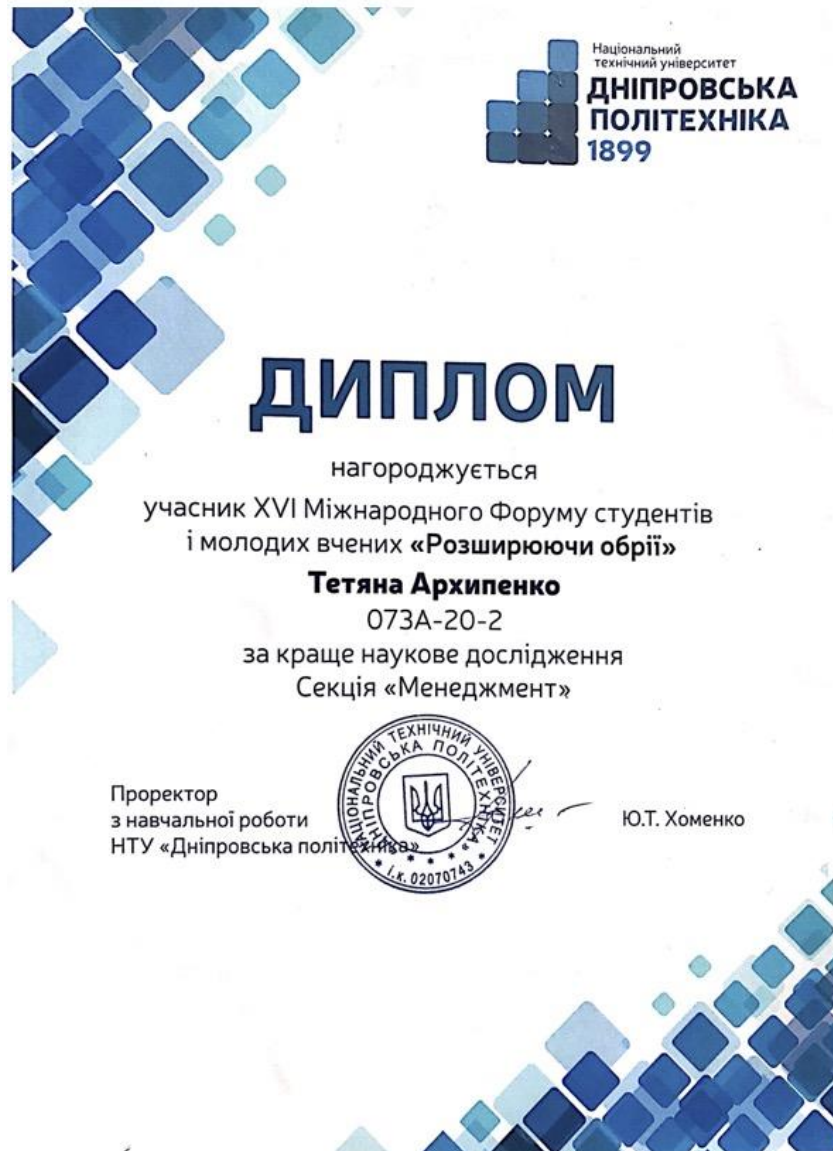 Національний
технічний університет
ДНІПРОВСЬКА
ПОЛІТЕХНІКА
1899
ДИПЛОМ
нагороджується
учасник XVI Міжнародного Форуму студентів
і молодих вчених «Розширюючи обрії»
Тетяна Архипенко
073А-20-2
за краще наукове дослідження
Секція «Менеджмент»
Проректор
з навчальної роботи
НТУ «Дніпровська політехніка»
Ю.Т. Хоменко
НАЦІОНАЛЬНИЙ ТЕХНІЧНИЙ УНІВЕРСИТЕТ
«ДНІПРОВСЬКА ПОЛІТЕХНІКА»
* І.к. 02070743 *